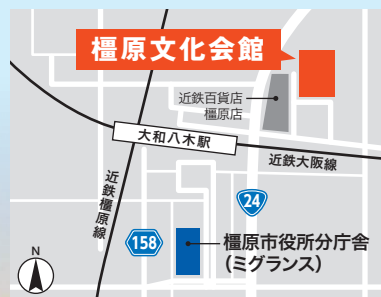 橿原文化会館
近鉄百貨店
橿原店
大和八木駅
近鉄大阪線
近鉄橿原線
24
158
橿原市役所分庁舎
（ミグランス）
N